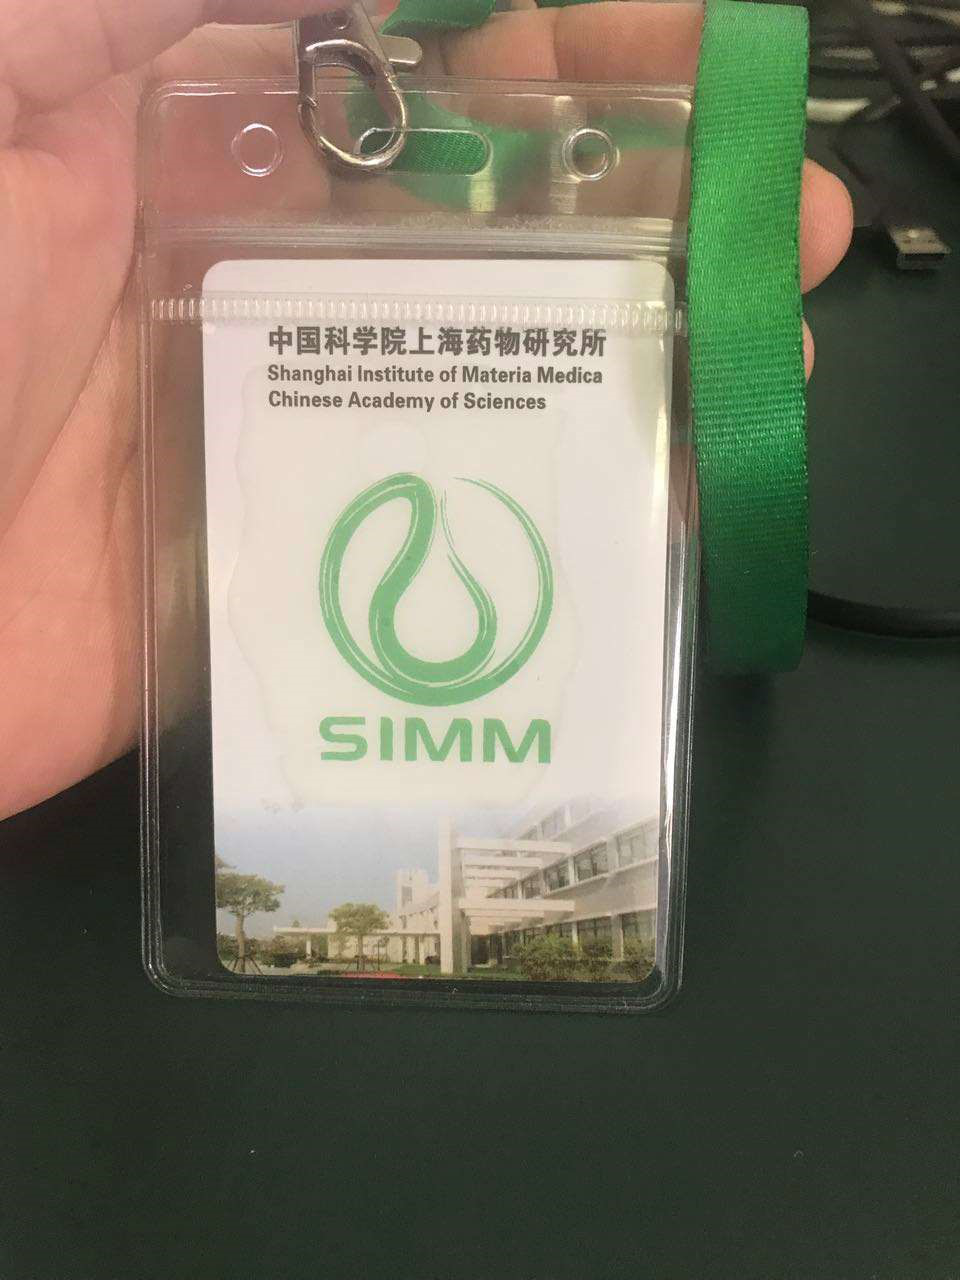 中国科学院上海药物研究所
Shanghai Institute of Materia Medica
Chinese Academy of Sciences
SIMM